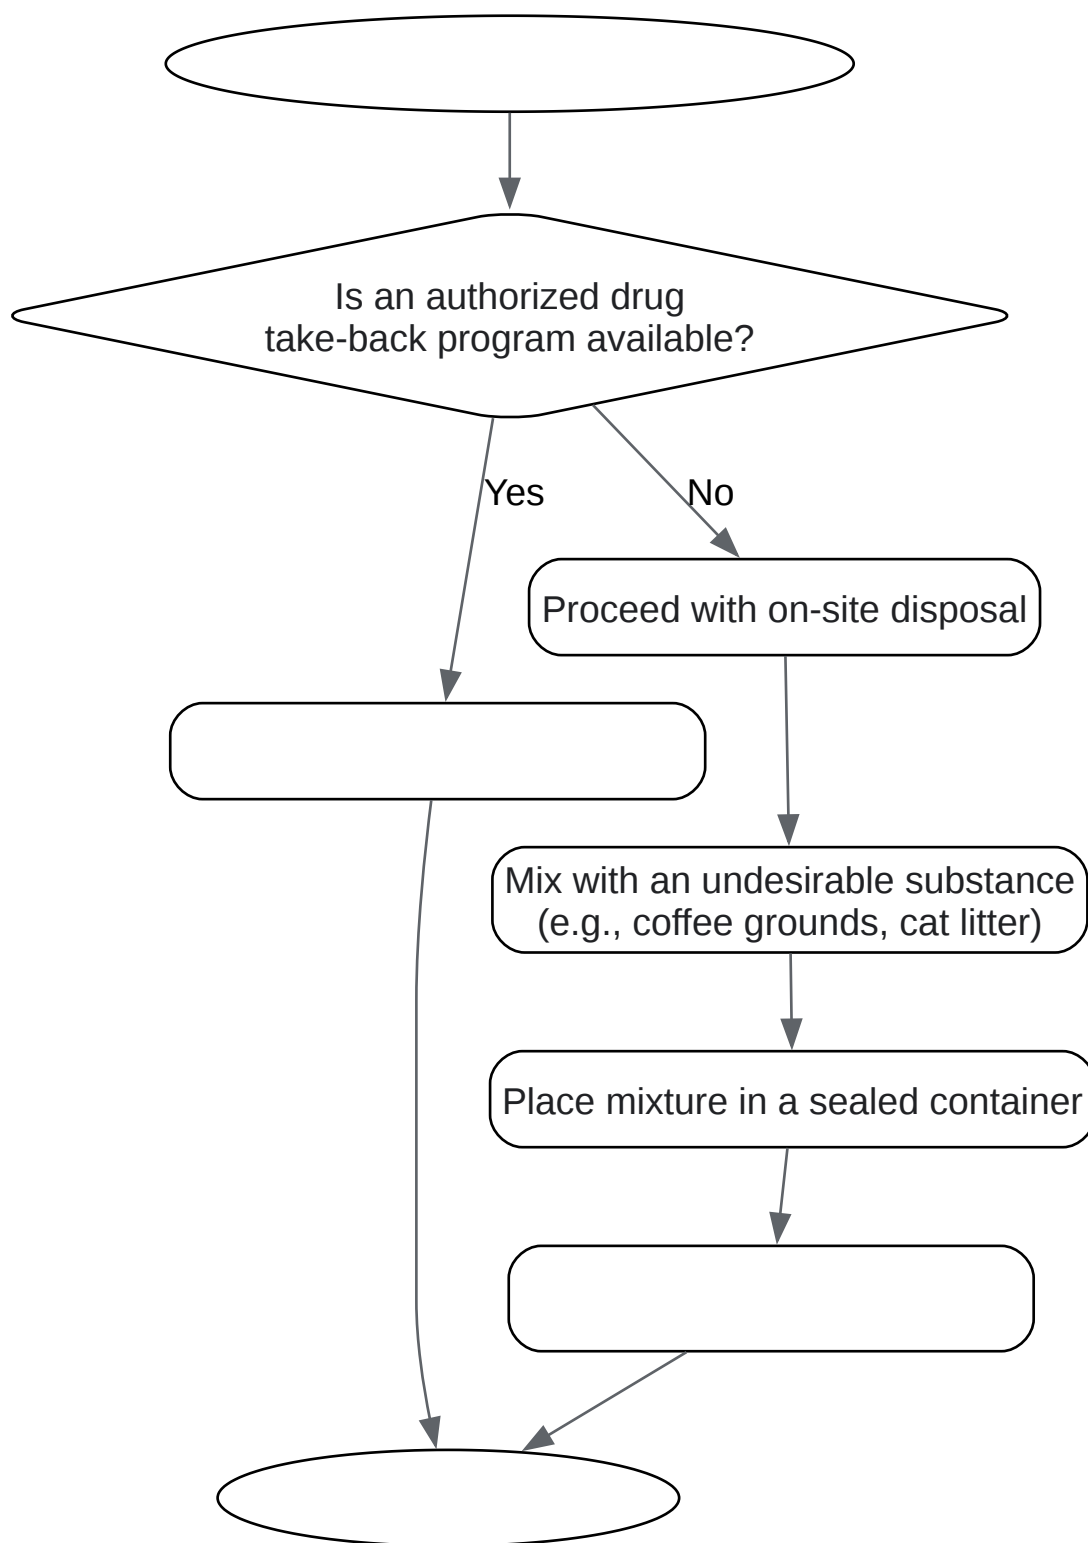 Is an authorized drug
take-back program available?
Yes
No
Proceed with on-site disposal
Mix with an undesirable substance
(e.g., coffee grounds, cat litter)
Place mixture in a sealed container